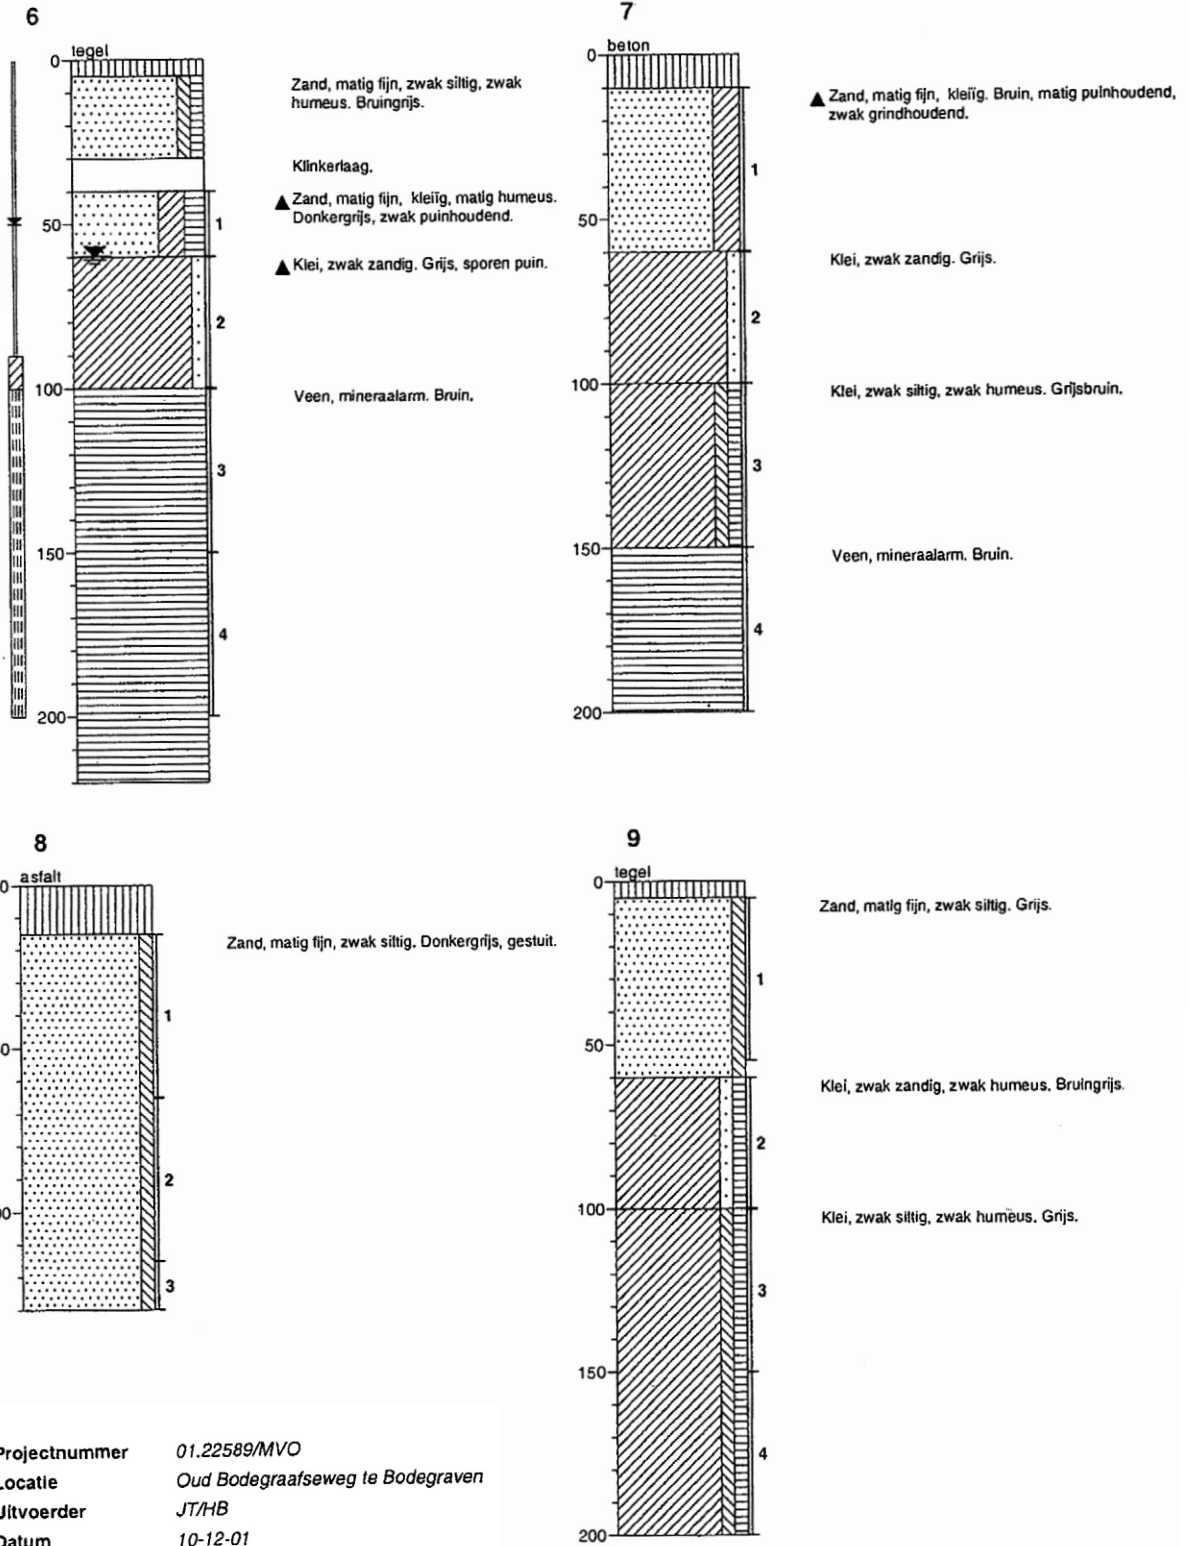 6
tegel
0
50
100
150
200
1
2
3
4
Zand, matig fijn, zwak siltig, zwak
humeus. Bruingrijs.
Klinkerlaag.
Zand, matig fijn, kleiïg, matig humeus.
Donkergrijs, zwak puinhoudend.
Klei, zwak zandig. Grijs, sporen puin.
Veen, mineraalarm. Bruin.
7
beton
0
50
100
150
200
1
2
3
4
Zand, matig fijn, kleiïg. Bruin, matig puinhoudend,
zwak grindhoudend.
Klei, zwak zandig. Grijs.
Klei, zwak siltig, zwak humeus. Grijsbruin.
Veen, mineraalarm. Bruin.
8
asfalt
0
0
00
1
2
3
Zand, matig fijn, zwak siltig. Donkergrijs, gestuit.
9
tegel
0
50
100
150
200
1
2
3
4
Zand, matig fijn, zwak siltig. Grijs.
Klei, zwak zandig, zwak humeus. Bruingrijs.
Klei, zwak siltig, zwak humeus. Grijs.
Projectnummer 01.22589/MVO
Locatie Oud Bodegraafseweg te Bodegraven
Uitvoerder JT/HB
Datum 10-12-01